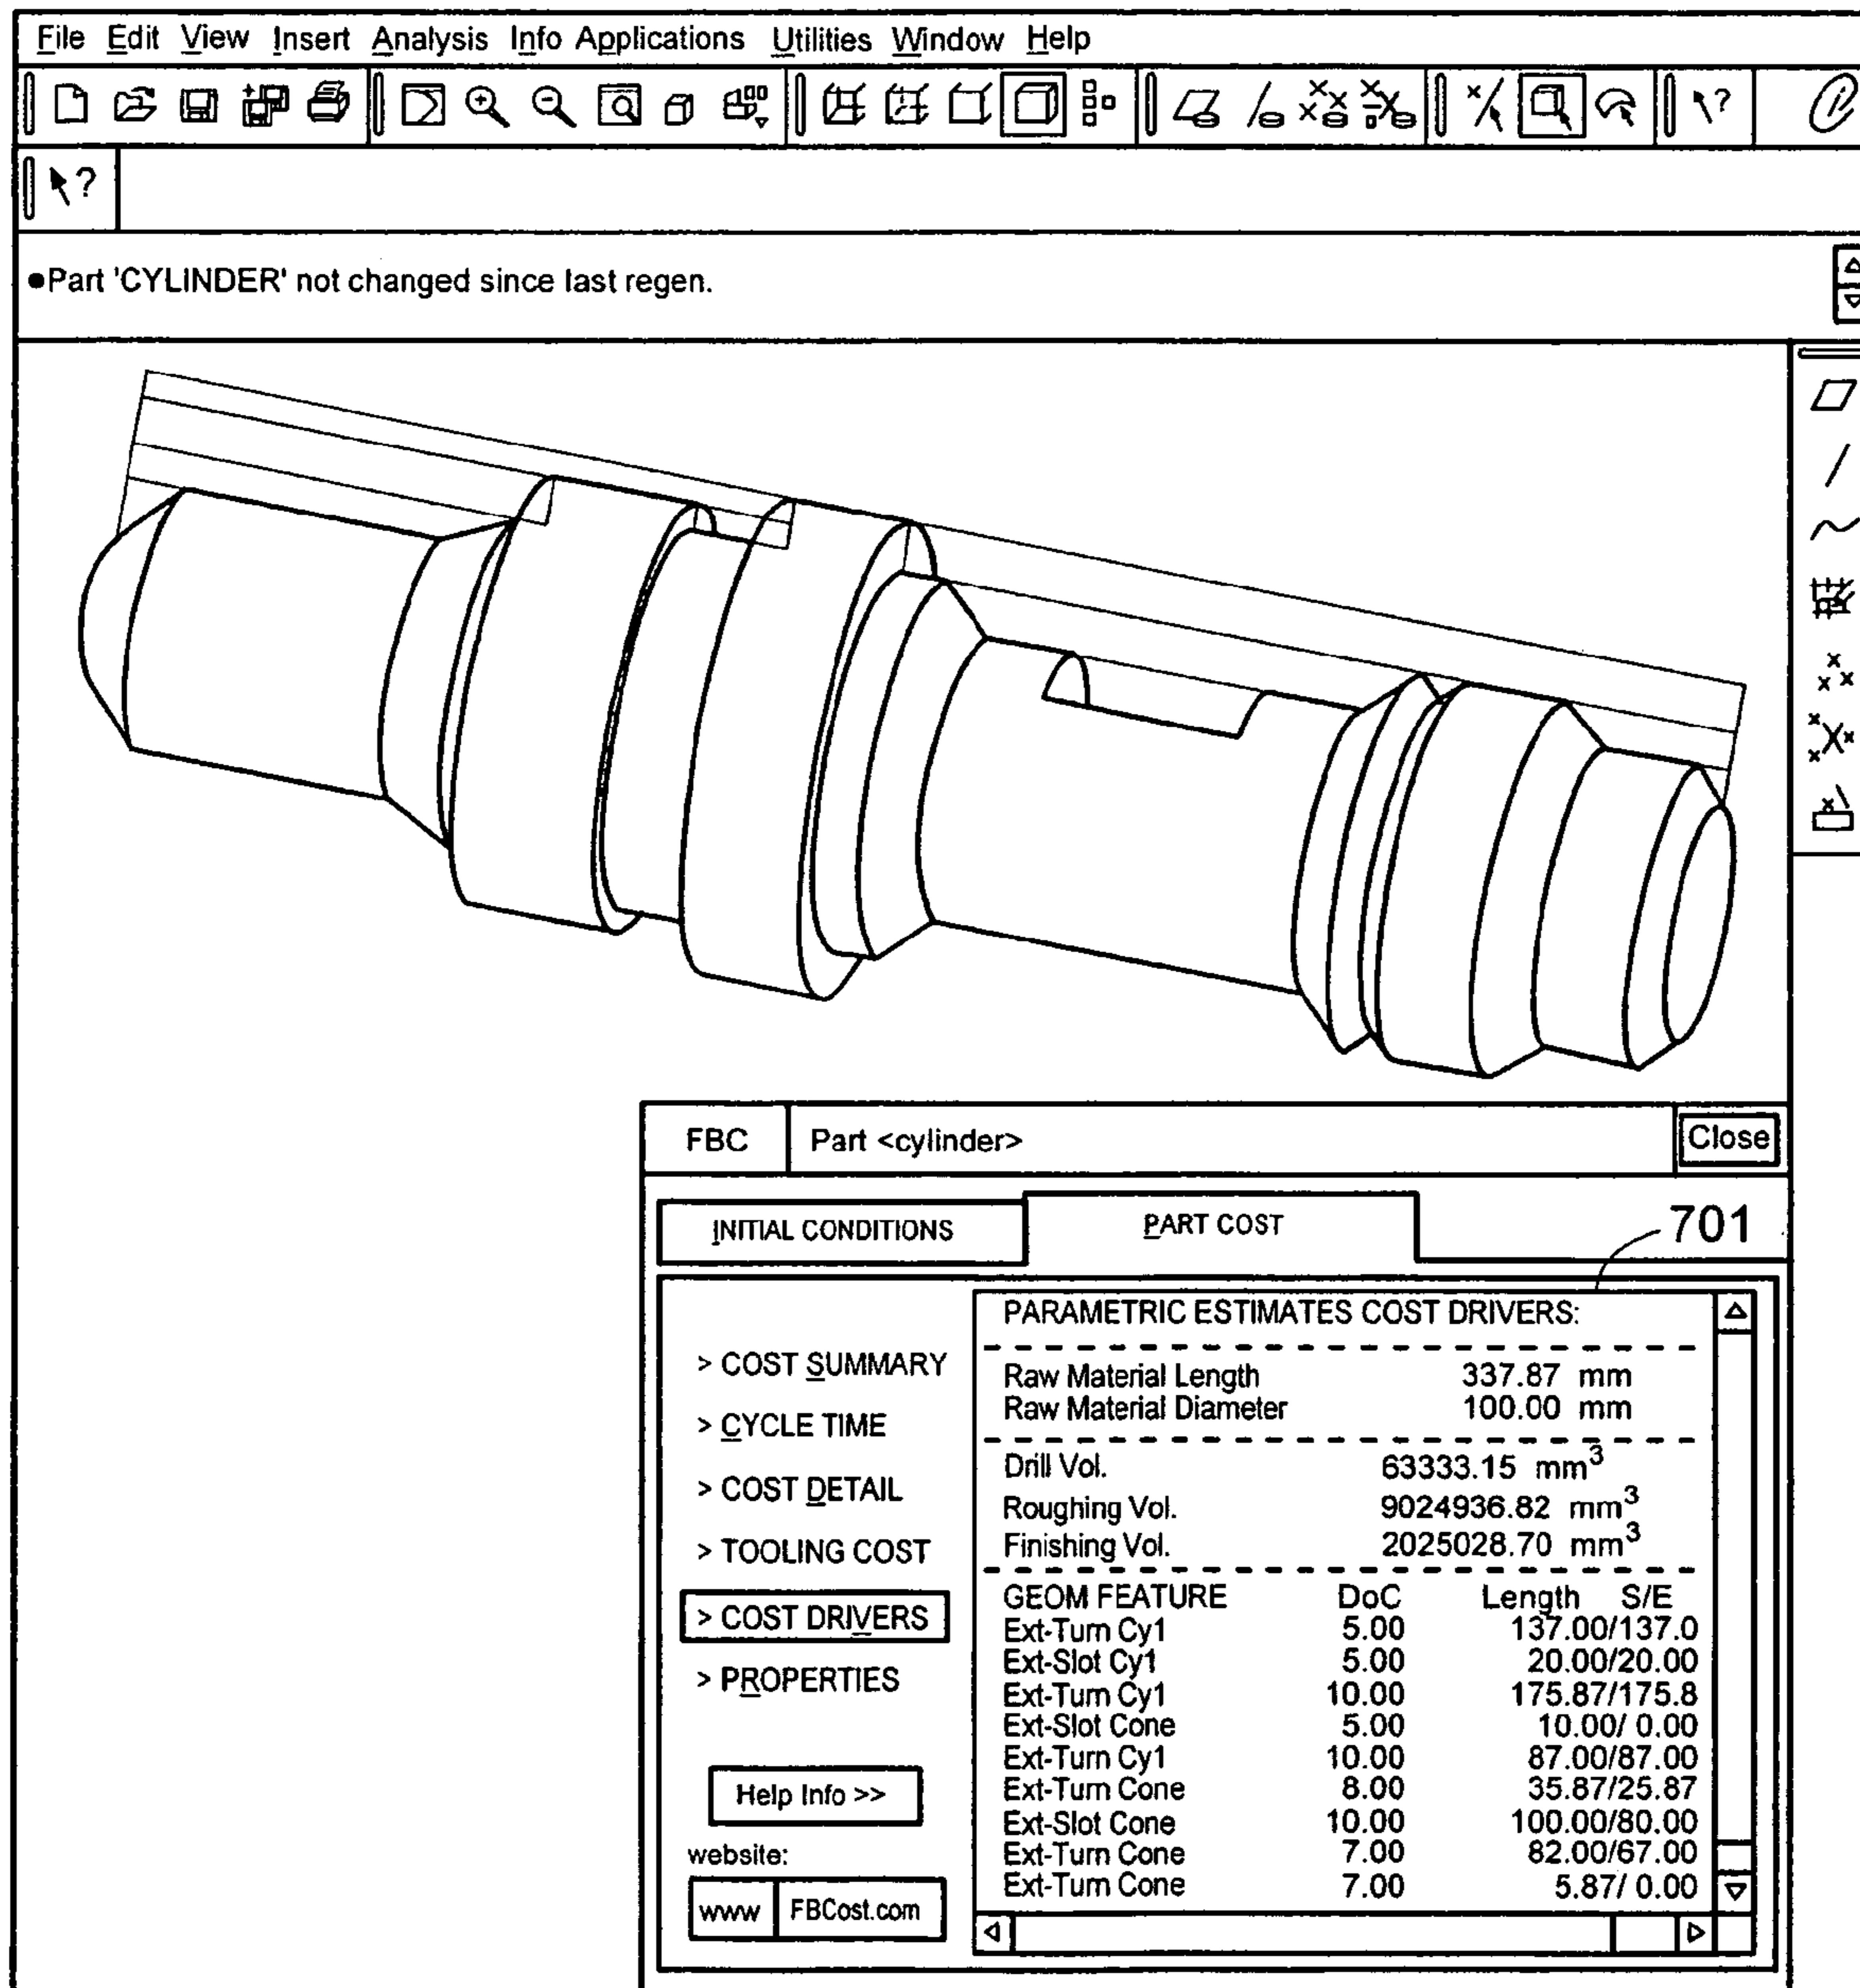 File Edit View Insert Analysis Info Applications Utilities Window Help
?
?
●Part 'CYLINDER' not changed since last regen.
FBC Part <cylinder> Close
INITIAL CONDITIONS PART COST 701
> COST SUMMARY
> CYCLE TIME
> COST DETAIL
> TOOLING COST
> COST DRIVERS
> PROPERTIES
Help Info >>
website:
www FBCost.com
PARAMETRIC ESTIMATES COST DRIVERS:
Raw Material Length 337.87 mm
Raw Material Diameter 100.00 mm
Drill Vol. 63333.15 mm³
Roughing Vol. 9024936.82 mm³
Finishing Vol. 2025028.70 mm³
GEOM FEATURE DoC Length S/E
Ext-Turn Cy1 5.00 137.00/137.0
Ext-Slot Cy1 5.00 20.00/20.00
Ext-Turn Cy1 10.00 175.87/175.8
Ext-Slot Cone 5.00 10.00/ 0.00
Ext-Turn Cy1 10.00 87.00/87.00
Ext-Turn Cone 8.00 35.87/25.87
Ext-Slot Cone 10.00 100.00/80.00
Ext-Turn Cone 7.00 82.00/67.00
Ext-Turn Cone 7.00 5.87/ 0.00